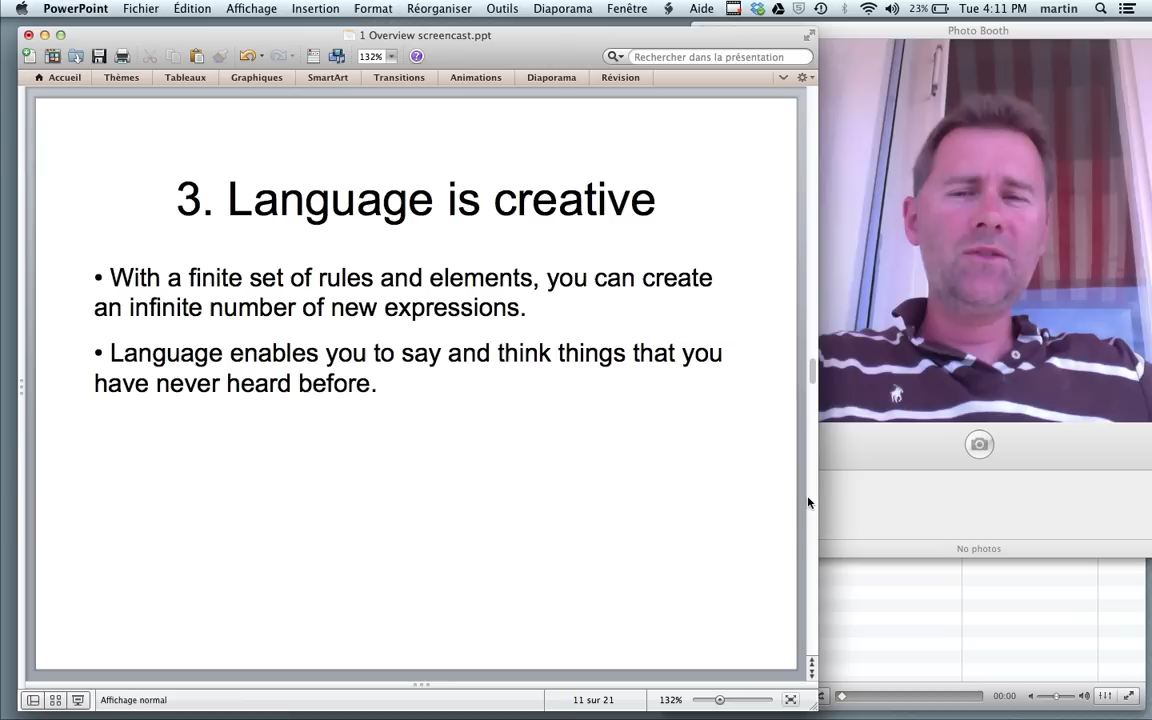 PowerPoint Fichier Édition Affichage Insertion Format Réorganiser Outils Diaporama Fenêtre Aide 23% Tue 4:11 PM martin
1 Overview screencast.ppt
Photo Booth
132% Rechercher dans la présentation
Accueil Thèmes Tableaux Graphiques SmartArt Transitions Animations Diaporama Révision
3. Language is creative
• With a finite set of rules and elements, you can create
an infinite number of new expressions.
• Language enables you to say and think things that you
have never heard before.
No photos
Affichage normal 11 sur 21 132% 00:00